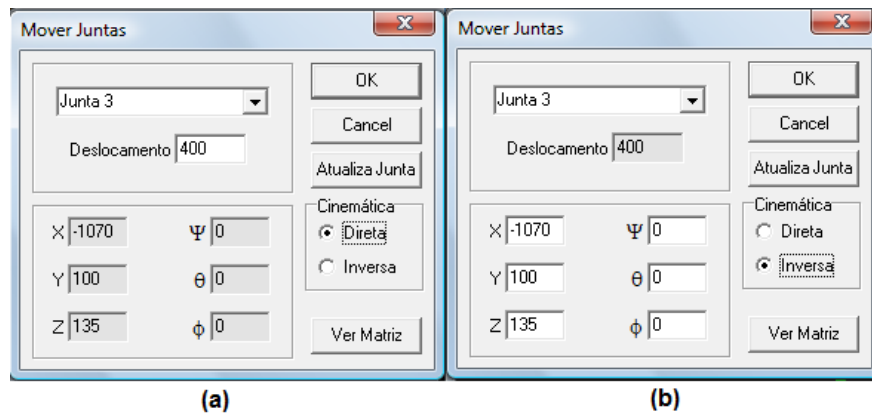 Mover Juntas
Junta 3
Deslocamento 400
OK
Cancel
Atualiza Junta
X -1070 Ψ 0
Y 100 θ 0
Z 135 ϕ 0
Cinemática
Direta
Inversa
Ver Matriz
(a)
Mover Juntas
Junta 3
Deslocamento 400
OK
Cancel
Atualiza Junta
X -1070 Ψ 0
Y 100 θ 0
Z 135 ϕ 0
Cinemática
Direta
Inversa
Ver Matriz
(b)